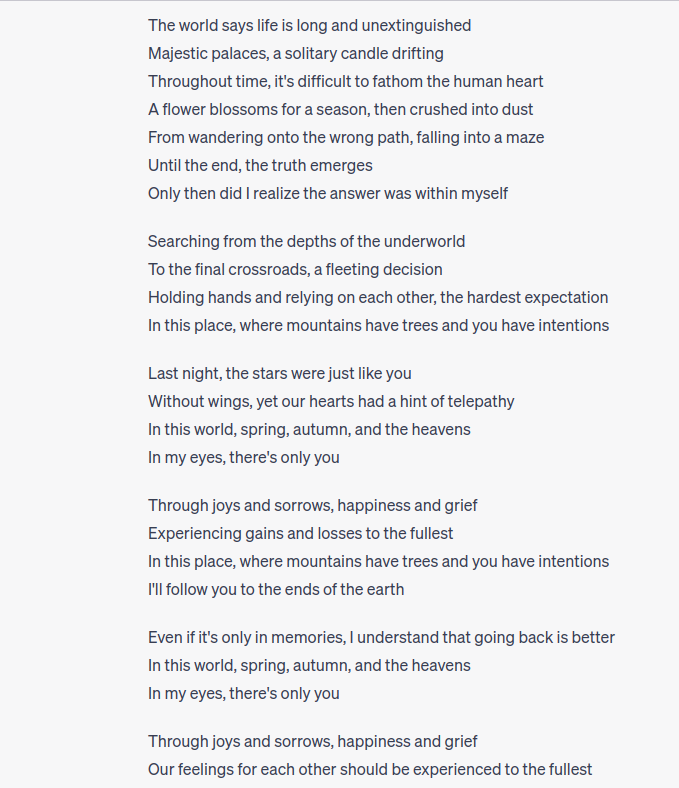 The world says life is long and unextinguished
Majestic palaces, a solitary candle drifting
Throughout time, it's difficult to fathom the human heart
A flower blossoms for a season, then crushed into dust
From wandering onto the wrong path, falling into a maze
Until the end, the truth emerges
Only then did I realize the answer was within myself
Searching from the depths of the underworld
To the final crossroads, a fleeting decision
Holding hands and relying on each other, the hardest expectation
In this place, where mountains have trees and you have intentions
Last night, the stars were just like you
Without wings, yet our hearts had a hint of telepathy
In this world, spring, autumn, and the heavens
In my eyes, there's only you
Through joys and sorrows, happiness and grief
Experiencing gains and losses to the fullest
In this place, where mountains have trees and you have intentions
I'll follow you to the ends of the earth
Even if it's only in memories, I understand that going back is better
In this world, spring, autumn, and the heavens
In my eyes, there's only you
Through joys and sorrows, happiness and grief
Our feelings for each other should be experienced to the fullest